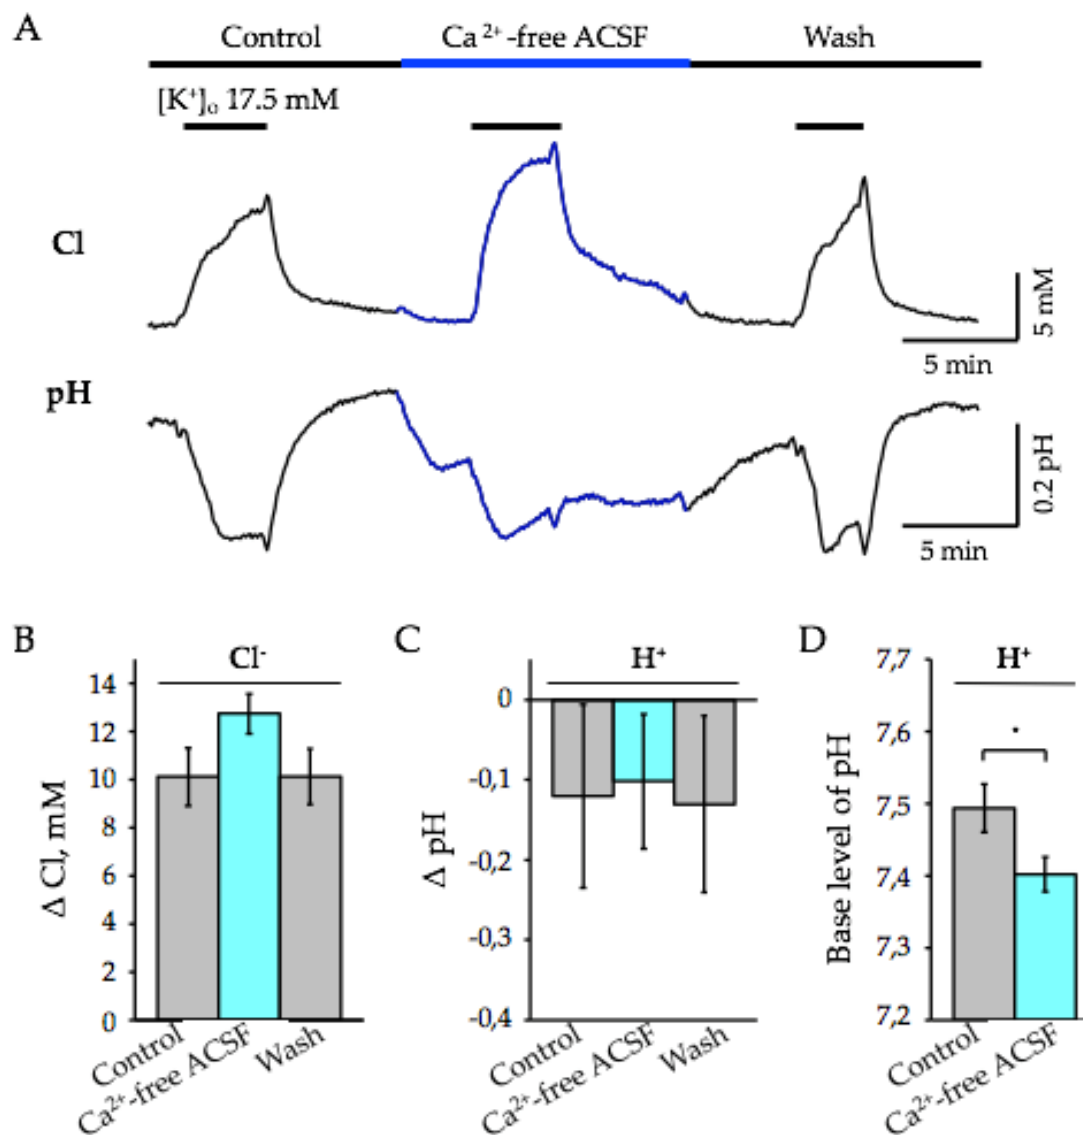 A
Control
Ca²⁺-free ACSF
Wash
[K⁺]ₒ 17.5 mM
Cl
5 mM
5 min
pH
0.2 pH
5 min
B
Cl⁻
14
12
10
8
6
4
2
0
Δ Cl, mM
Control
Ca²⁺-free ACSF
Wash
C
H⁺
0
-0,1
-0,2
-0,3
-0,4
Δ pH
Control
Ca²⁺-free ACSF
Wash
D
H⁺
7,7
7,6
7,5
7,4
7,3
7,2
Base level of pH
Control
Ca²⁺-free ACSF